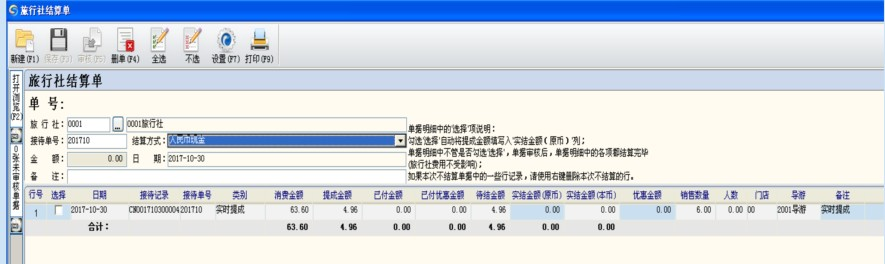 旅行社结算单
新建(F1) 保存(F3) 审核(F5) 删单(F4) 全选 不选 设置(F7) 打印(F9)
打开浏览(F2)
0张未审核单据
旅行社结算单
单 号:
旅 行 社: 0001 ... 0001旅行社
接待单号: 201710 结算方式: 人民币现金
金 额: 0.00 日 期: 2017-10-30
备 注:
单据明细中的'选择'项说明:
勾选'选择'自动将提成金额填写入'实结金额(原币)'列;
单据明细中不管是否勾选'选择',单据审核后,单据明细中的各项都结算完毕
(旅行社费用不受影响);
如果本次不结算单据中的一些行记录,请使用右键删除本次不结算的行。
行号 选择 日期 接待记录 接待单号 类别 消费金额 提成金额 已付金额 已付优惠金额 待结金额 实结金额(原币) 实结金额(本币) 优惠金额 销售数量 人数 门店 导游 备注
1 2017-10-30 CN001710300004 201710 实时提成 63.60 4.96 0.00 0.00 4.96 0.00 0.00 0.00 6.00 0.00 00 2001导游 实时提成
合计: 63.60 4.96 0.00 0.00 4.96 0.00 0.00